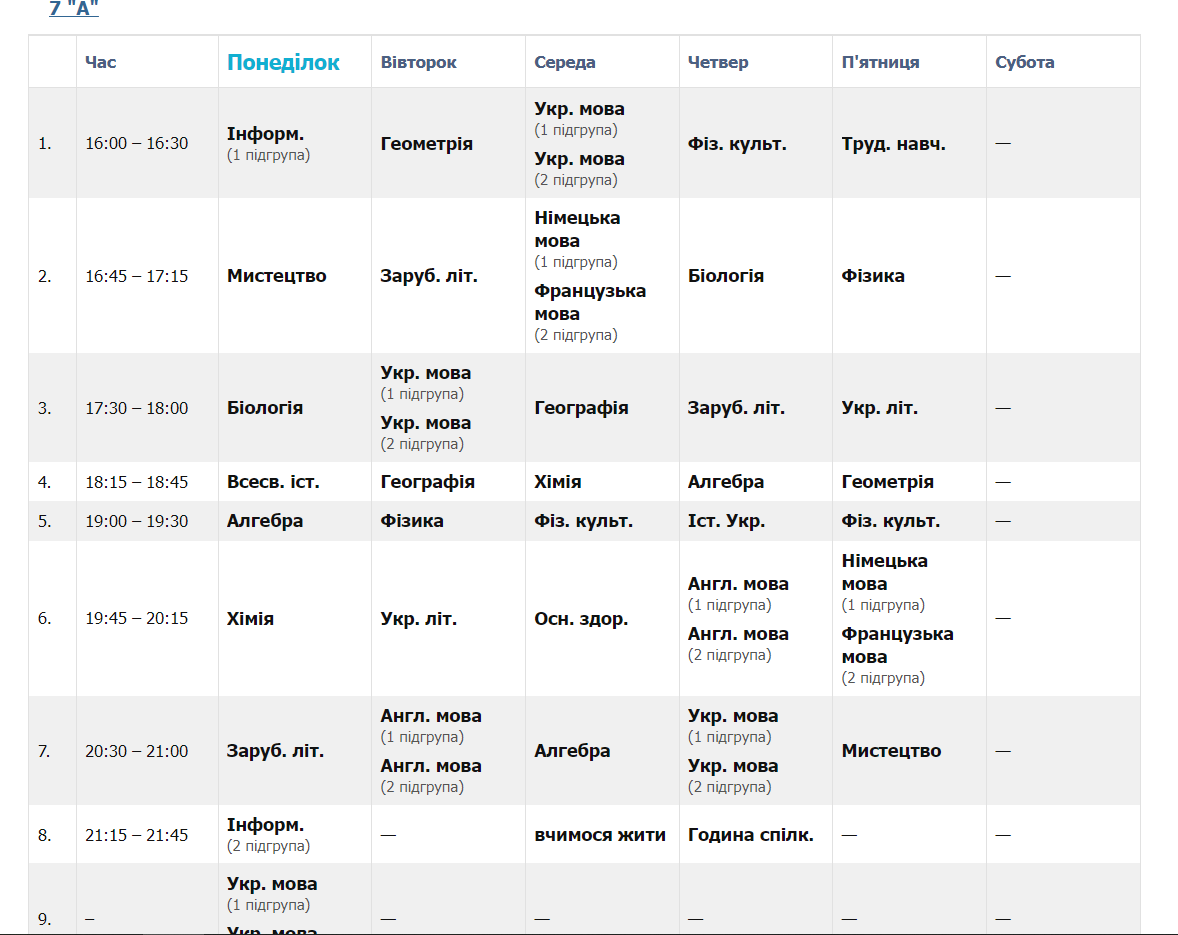 7 "А"
Час Понеділок Вівторок Середа Четвер П'ятниця Субота
1. 16:00 – 16:30 Інформ. (1 підгрупа) Геометрія Укр. мова (1 підгрупа) Укр. мова (2 підгрупа) Фіз. культ. Труд. навч. —
2. 16:45 – 17:15 Мистецтво Заруб. літ. Німецька мова (1 підгрупа) Французька мова (2 підгрупа) Біологія Фізика —
3. 17:30 – 18:00 Біологія Укр. мова (1 підгрупа) Укр. мова (2 підгрупа) Географія Заруб. літ. Укр. літ. —
4. 18:15 – 18:45 Всесв. іст. Географія Хімія Алгебра Геометрія —
5. 19:00 – 19:30 Алгебра Фізика Фіз. культ. Іст. Укр. Фіз. культ. —
6. 19:45 – 20:15 Хімія Укр. літ. Осн. здор. Англ. мова (1 підгрупа) Англ. мова (2 підгрупа) Німецька мова (1 підгрупа) Французька мова (2 підгрупа) —
7. 20:30 – 21:00 Заруб. літ. Англ. мова (1 підгрупа) Англ. мова (2 підгрупа) Алгебра Укр. мова (1 підгрупа) Укр. мова (2 підгрупа) Мистецтво —
8. 21:15 – 21:45 Інформ. (2 підгрупа) — вчимося жити Година спілк. — —
9. – Укр. мова (1 підгрупа) Укр. мова — — — — —